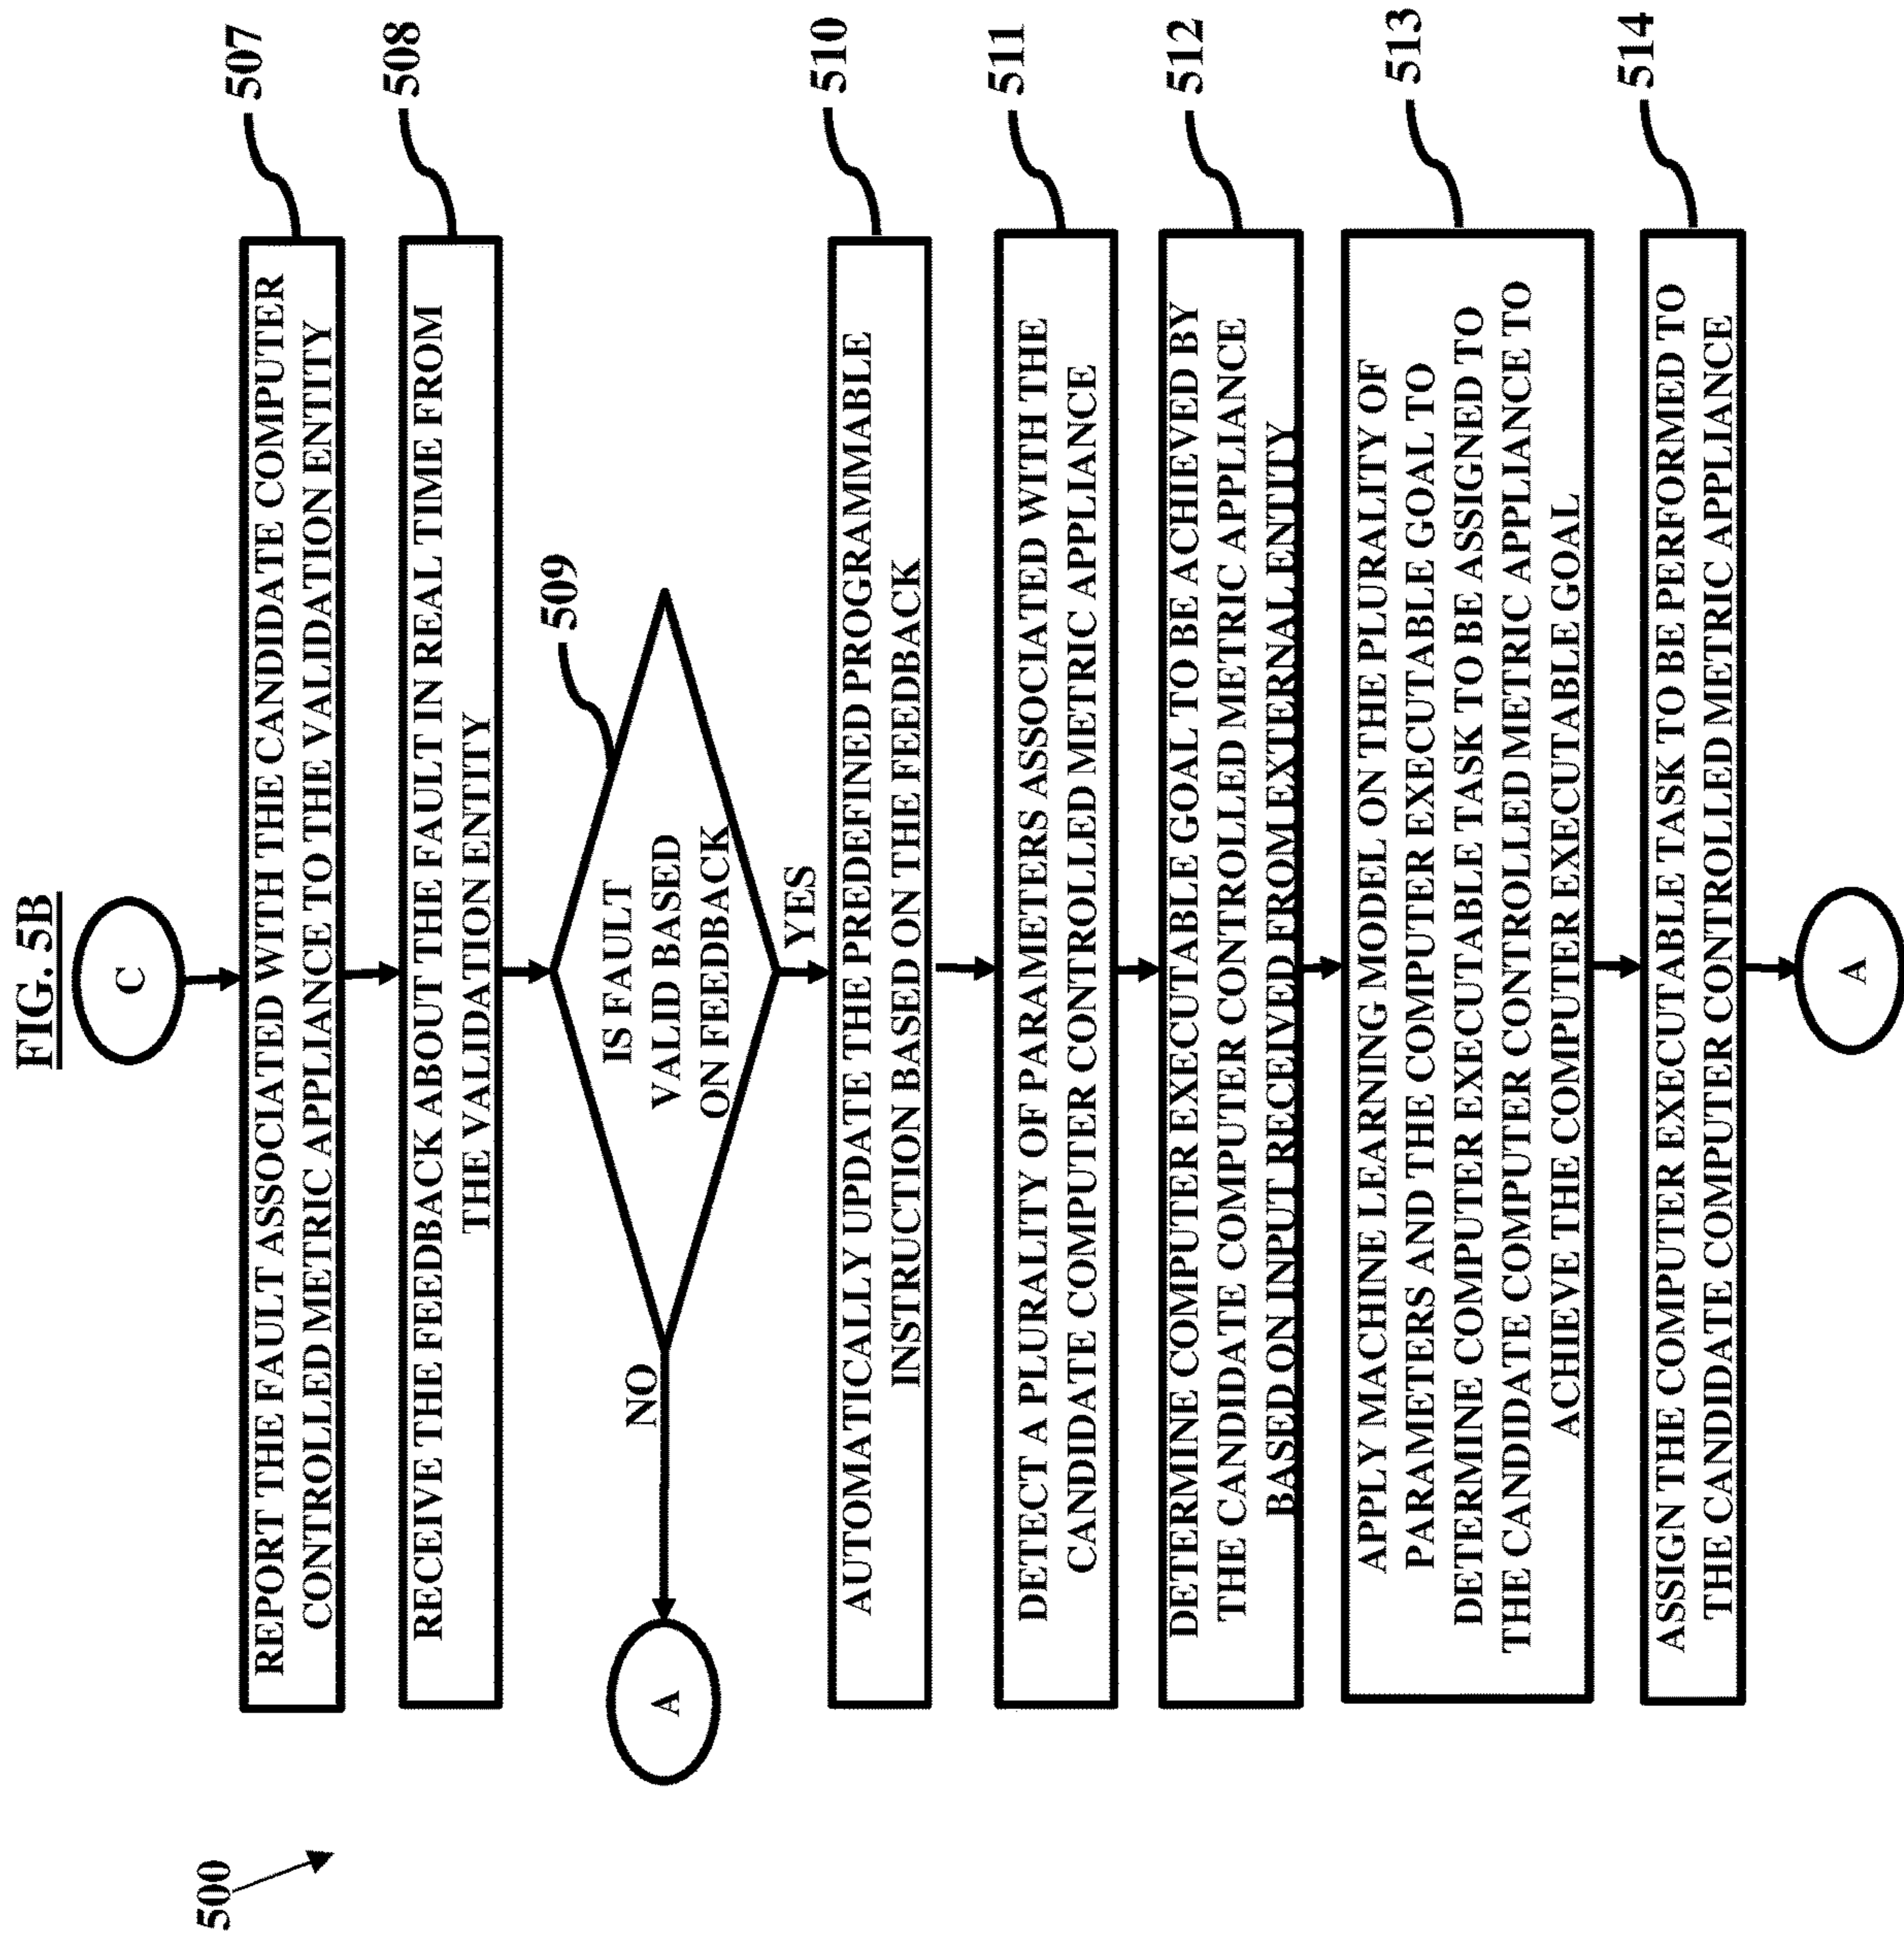 FIG. 5B
500
C
507
REPORT THE FAULT ASSOCIATED WITH THE CANDIDATE COMPUTER
CONTROLLED METRIC APPLIANCE TO THE VALIDATION ENTITY
508
RECEIVE THE FEEDBACK ABOUT THE FAULT IN REAL TIME FROM
THE VALIDATION ENTITY
509
IS FAULT
VALID BASED
ON FEEDBACK
NO
A
YES
510
AUTOMATICALLY UPDATE THE PREDEFINED PROGRAMMABLE
INSTRUCTION BASED ON THE FEEDBACK
511
DETECT A PLURALITY OF PARAMETERS ASSOCIATED WITH THE
CANDIDATE COMPUTER CONTROLLED METRIC APPLIANCE
512
DETERMINE COMPUTER EXECUTABLE GOAL TO BE ACHIEVED BY
THE CANDIDATE COMPUTER CONTROLLED METRIC APPLIANCE
BASED ON INPUT RECEIVED FROM EXTERNAL ENTITY
513
APPLY MACHINE LEARNING MODEL ON THE PLURALITY OF
PARAMETERS AND THE COMPUTER EXECUTABLE GOAL TO
DETERMINE COMPUTER EXECUTABLE TASK TO BE ASSIGNED TO
THE CANDIDATE COMPUTER CONTROLLED METRIC APPLIANCE TO
ACHIEVE THE COMPUTER EXECUTABLE GOAL
514
ASSIGN THE COMPUTER EXECUTABLE TASK TO BE PERFORMED TO
THE CANDIDATE COMPUTER CONTROLLED METRIC APPLIANCE
A